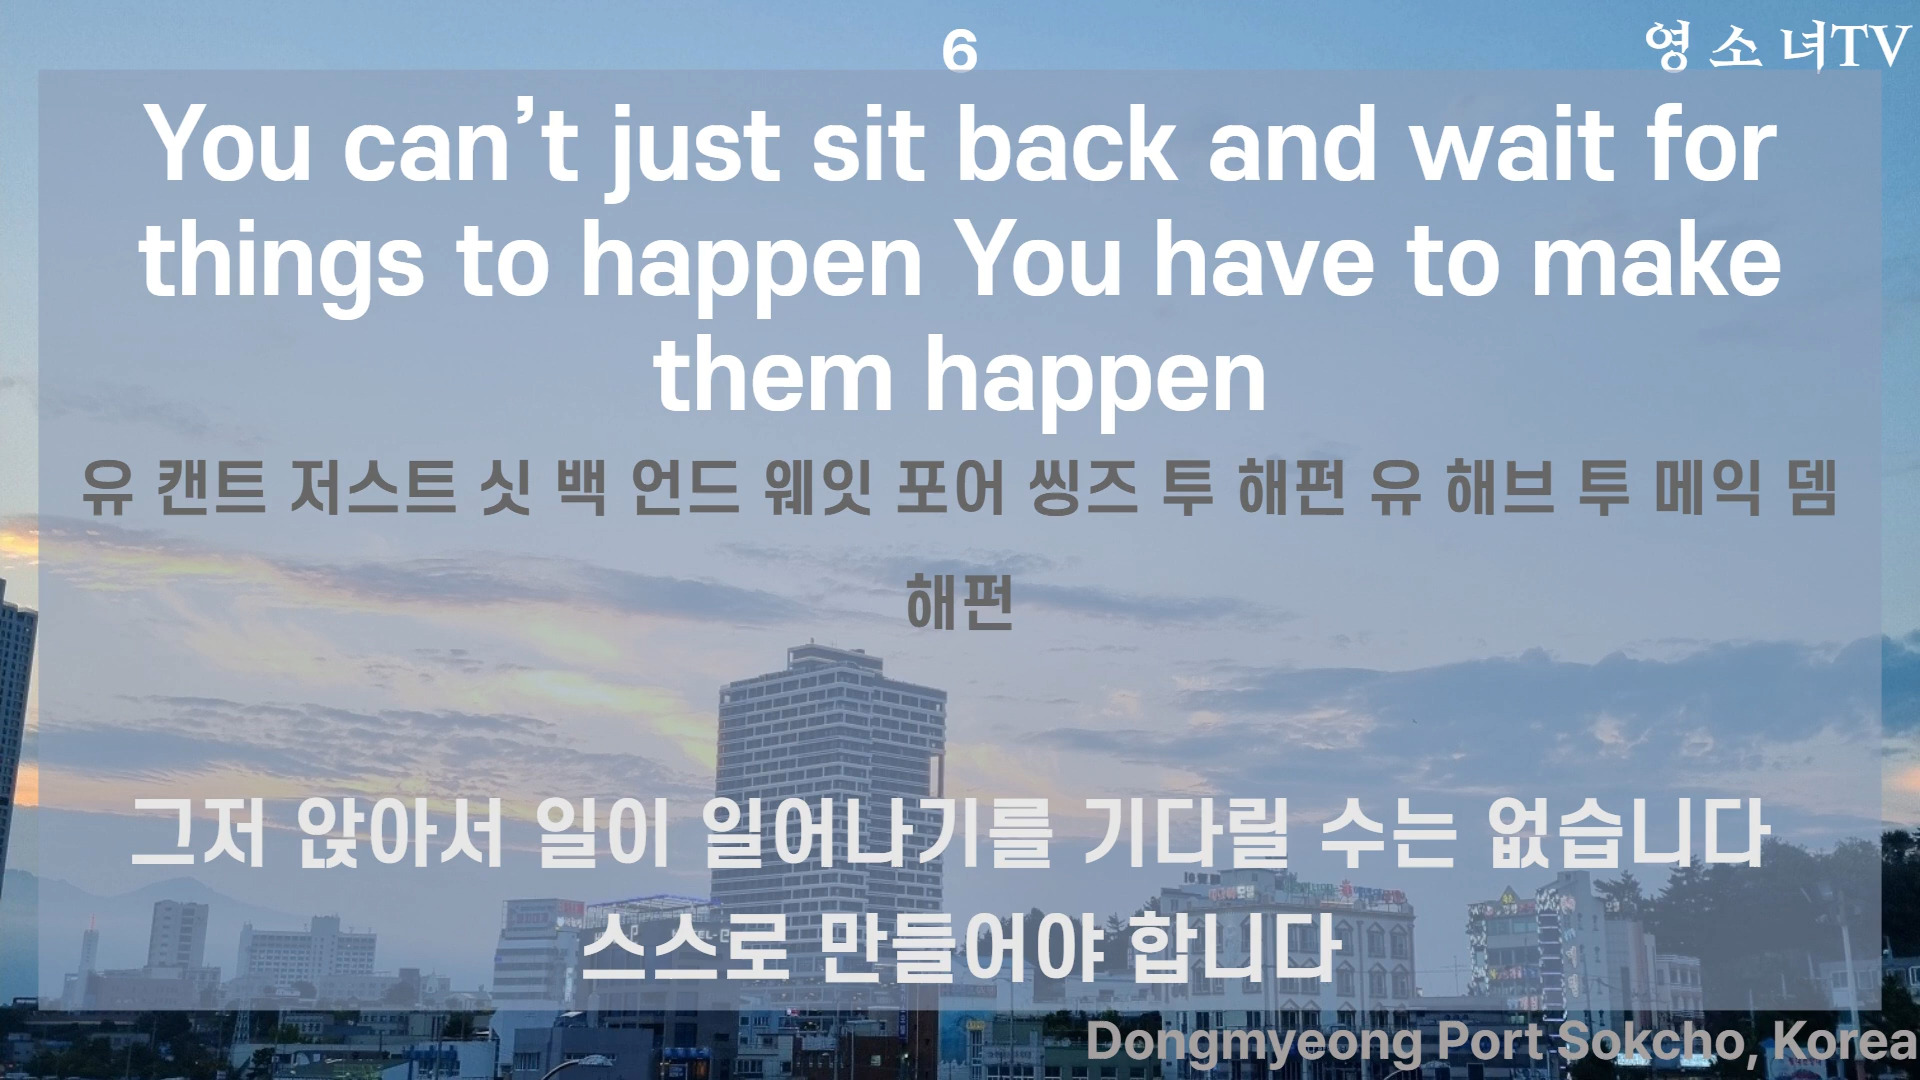 6
영 소 녀TV
You can’t just sit back and wait for
things to happen You have to make
them happen
유 캔트 저스트 싯 백 언드 웨잇 포어 씽즈 투 해펀 유 해브 투 메익 뎀
해펀
그저 앉아서 일이 일어나기를 기다릴 수는 없습니다
스스로 만들어야 합니다
Dongmyeong Port Sokcho, Korea